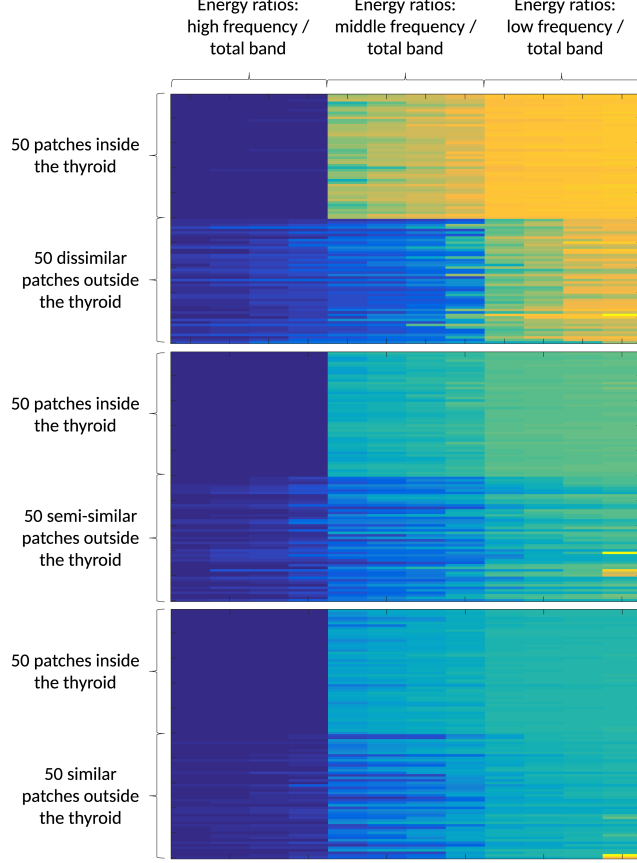 Energy ratios:
high frequency /
total band
Energy ratios:
middle frequency /
total band
Energy ratios:
low frequency /
total band
50 patches inside
the thyroid
50 dissimilar
patches outside
the thyroid
50 patches inside
the thyroid
50 semi-similar
patches outside
the thyroid
50 patches inside
the thyroid
50 similar
patches outside
the thyroid